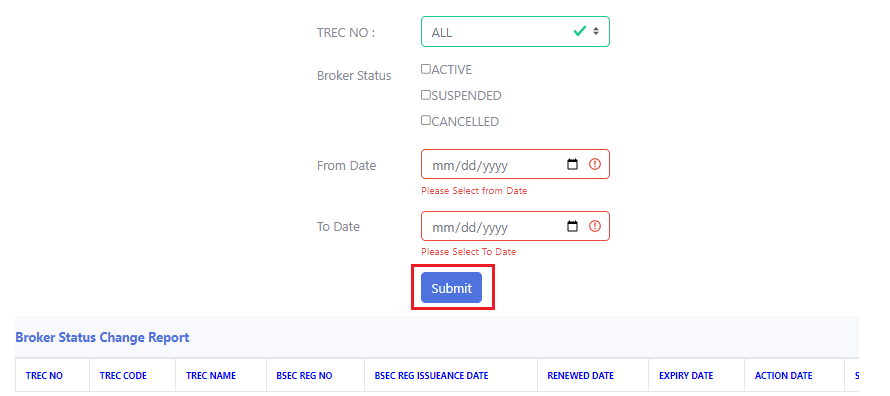 TREC NO :
ALL
Broker Status
ACTIVE
SUSPENDED
CANCELLED
From Date
mm/dd/yyyy
Please Select from Date
To Date
mm/dd/yyyy
Please Select To Date
Submit
Broker Status Change Report
TREC NO TREC CODE TREC NAME BSEC REG NO BSEC REG ISSUEANCE DATE RENEWED DATE EXPIRY DATE ACTION DATE S